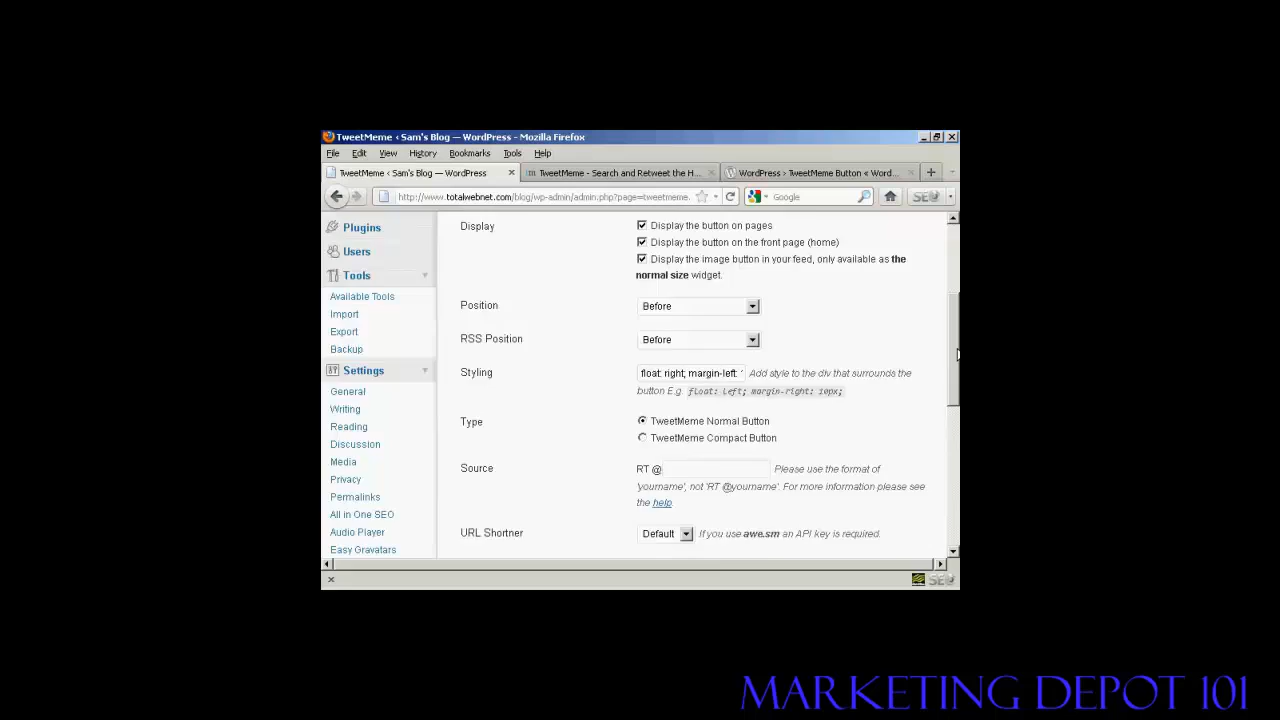 TweetMeme ‹ Sam's Blog — WordPress - Mozilla Firefox
File Edit View History Bookmarks Tools Help
TweetMeme ‹ Sam's Blog — WordPress
TweetMeme - Search and Retweet the H...
WordPress › TweetMeme Button « Word...
http://www.totalwebnet.com/blog/wp-admin/admin.php?page=tweetmeme.
Google
SEO
Plugins
Users
Tools
Available Tools
Import
Export
Backup
Settings
General
Writing
Reading
Discussion
Media
Privacy
Permalinks
All in One SEO
Audio Player
Easy Gravatars
Display
Display the button on pages
Display the button on the front page (home)
Display the image button in your feed, only available as the
normal size widget.
Position
Before
RSS Position
Before
Styling
float: right; margin-left:
Add style to the div that surrounds the
button E.g. float: left; margin-right: 10px;
Type
TweetMeme Normal Button
TweetMeme Compact Button
Source
RT @
Please use the format of
'yourname', not 'RT @yourname'. For more information please see
the help.
URL Shortner
Default
If you use awe.sm an API key is required.
SEO
MARKETING DEPOT 101